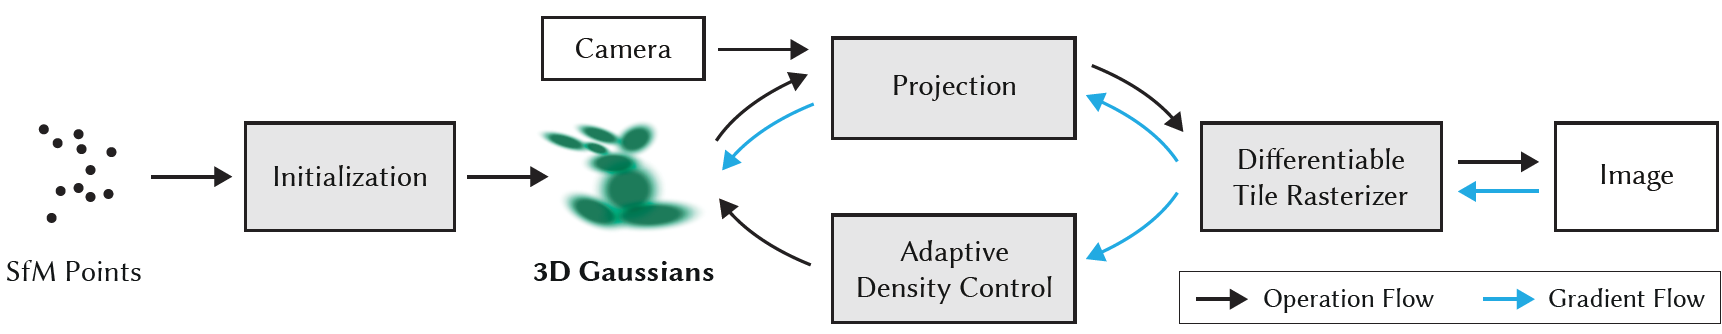 SfM Points
Initialization
Camera
3D Gaussians
Projection
Adaptive
Density Control
Differentiable
Tile Rasterizer
Image
Operation Flow
Gradient Flow